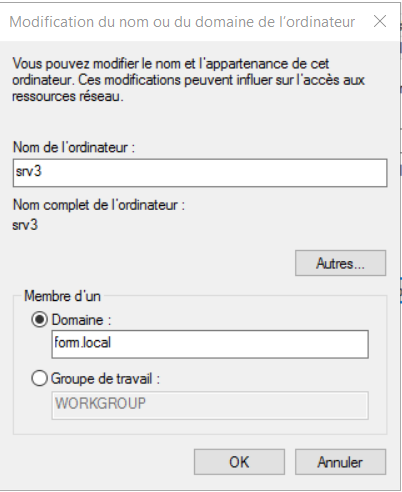 Modification du nom ou du domaine de l'ordinateur
Vous pouvez modifier le nom et l'appartenance de cet
ordinateur. Ces modifications peuvent influer sur l'accès aux
ressources réseau.
Nom de l'ordinateur :
srv3
Nom complet de l'ordinateur :
srv3
Autres...
Membre d'un
Domaine :
form.local
Groupe de travail :
WORKGROUP
OK Annuler